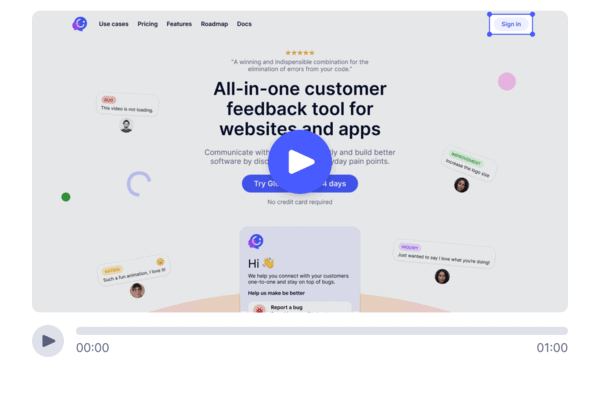 Use cases Pricing Features Roadmap Docs Sign in
★★★★★
"A winning and indispensible combination for the
elimination of errors from your code."
All-in-one customer
feedback tool for
websites and apps
Communicate with ly and build better
software by disc yday pain points.
Try Gl 4 days
No credit card required
BUG
This video is not loading.
IMPROVEMENT
Increase the logo size
RATING
Such a fun animation, I love it!
INQUIRY
Just wanted to say I love what you're doing!
Hi 👋
We help you connect with your customers
one-to-one and stay on top of bugs.
Help us make be better
Report a bug
00:00 01:00